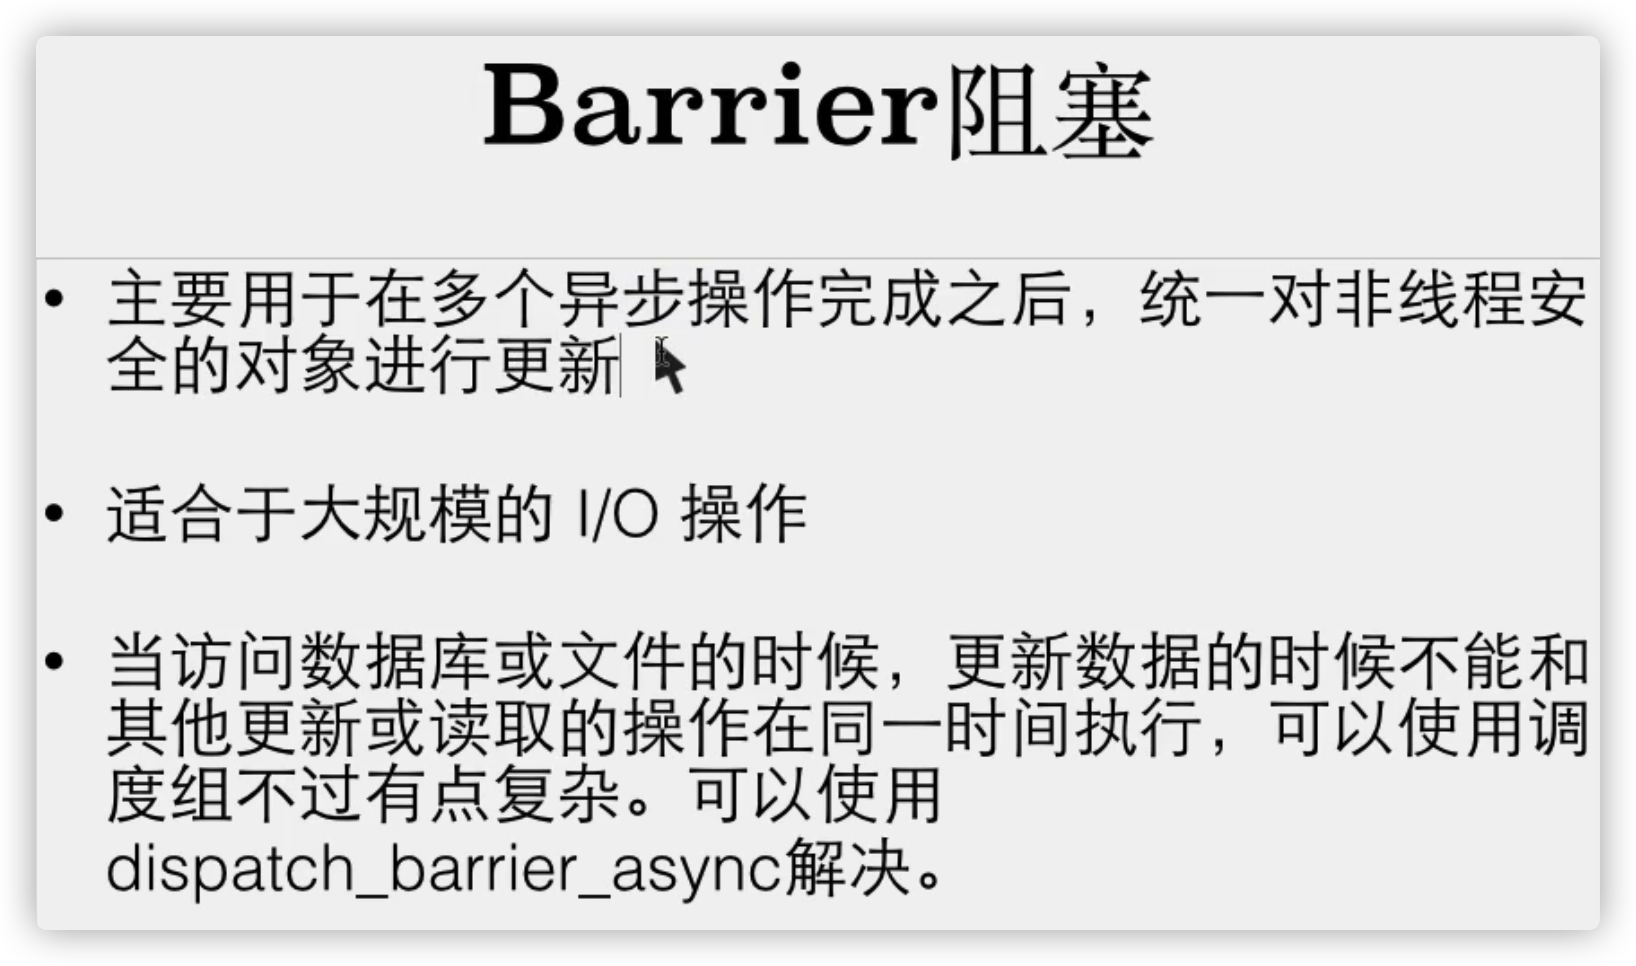 Barrier阻塞
• 主要用于在多个异步操作完成之后，统一对非线程安
全的对象进行更新
• 适合于大规模的 I/O 操作
• 当访问数据库或文件的时候，更新数据的时候不能和
其他更新或读取的操作在同一时间执行，可以使用调
度组不过有点复杂。可以使用
dispatch_barrier_async解决。